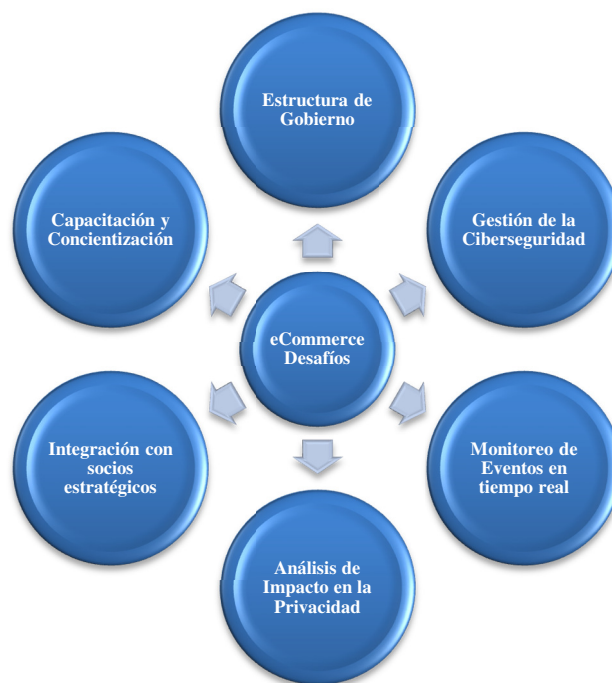 Estructura de
Gobierno
Capacitación y
Concientización
Gestión de la
Ciberseguridad
eCommerce
Desafíos
Integración con
socios
estratégicos
Monitoreo de
Eventos en
tiempo real
Análisis de
Impacto en la
Privacidad